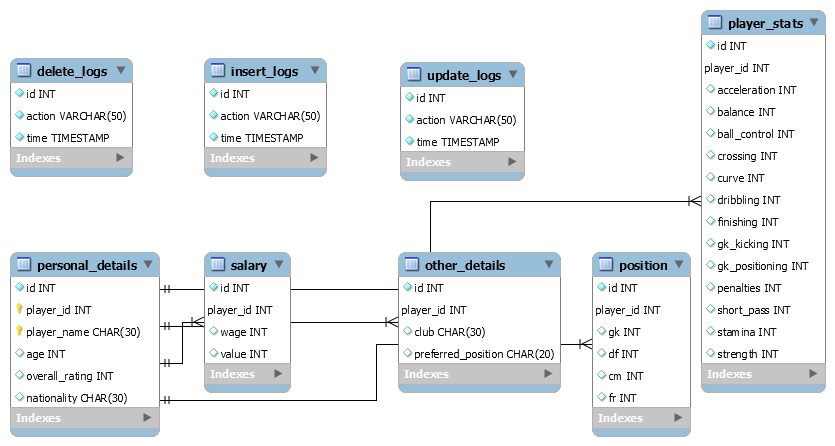 delete_logs
id INT
action VARCHAR(50)
time TIMESTAMP
Indexes
insert_logs
id INT
action VARCHAR(50)
time TIMESTAMP
Indexes
update_logs
id INT
action VARCHAR(50)
time TIMESTAMP
Indexes
player_stats
id INT
player_id INT
acceleration INT
balance INT
ball_control INT
crossing INT
curve INT
dribbling INT
finishing INT
gk_kicking INT
gk_positioning INT
penalties INT
short_pass INT
stamina INT
strength INT
Indexes
personal_details
id INT
player_id INT
player_name CHAR(30)
age INT
overall_rating INT
nationality CHAR(30)
Indexes
salary
id INT
player_id INT
wage INT
value INT
Indexes
other_details
id INT
player_id INT
club CHAR(30)
preferred_position CHAR(20)
Indexes
position
id INT
player_id INT
gk INT
df INT
cm INT
fr INT
Indexes